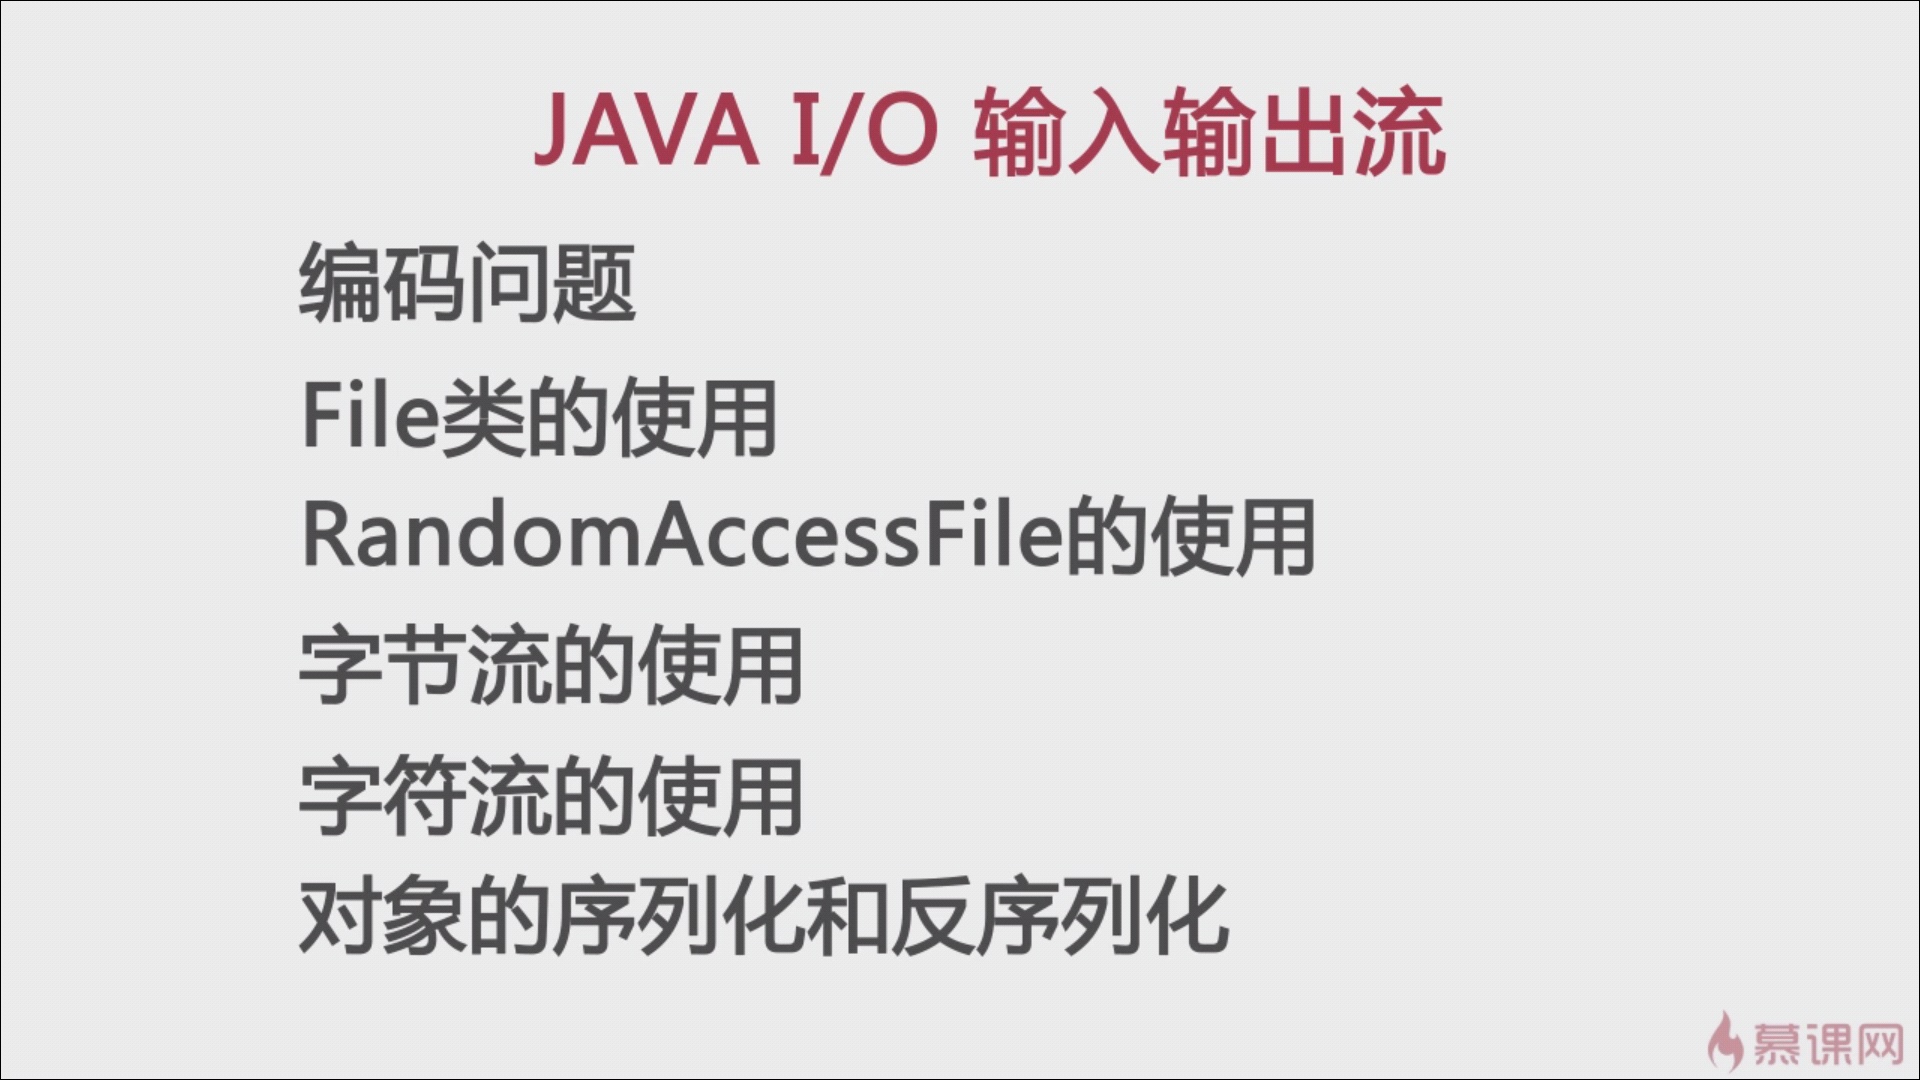 JAVA I/O 输入输出流
编码问题
File类的使用
RandomAccessFile的使用
字节流的使用
字符流的使用
对象的序列化和反序列化
慕课网